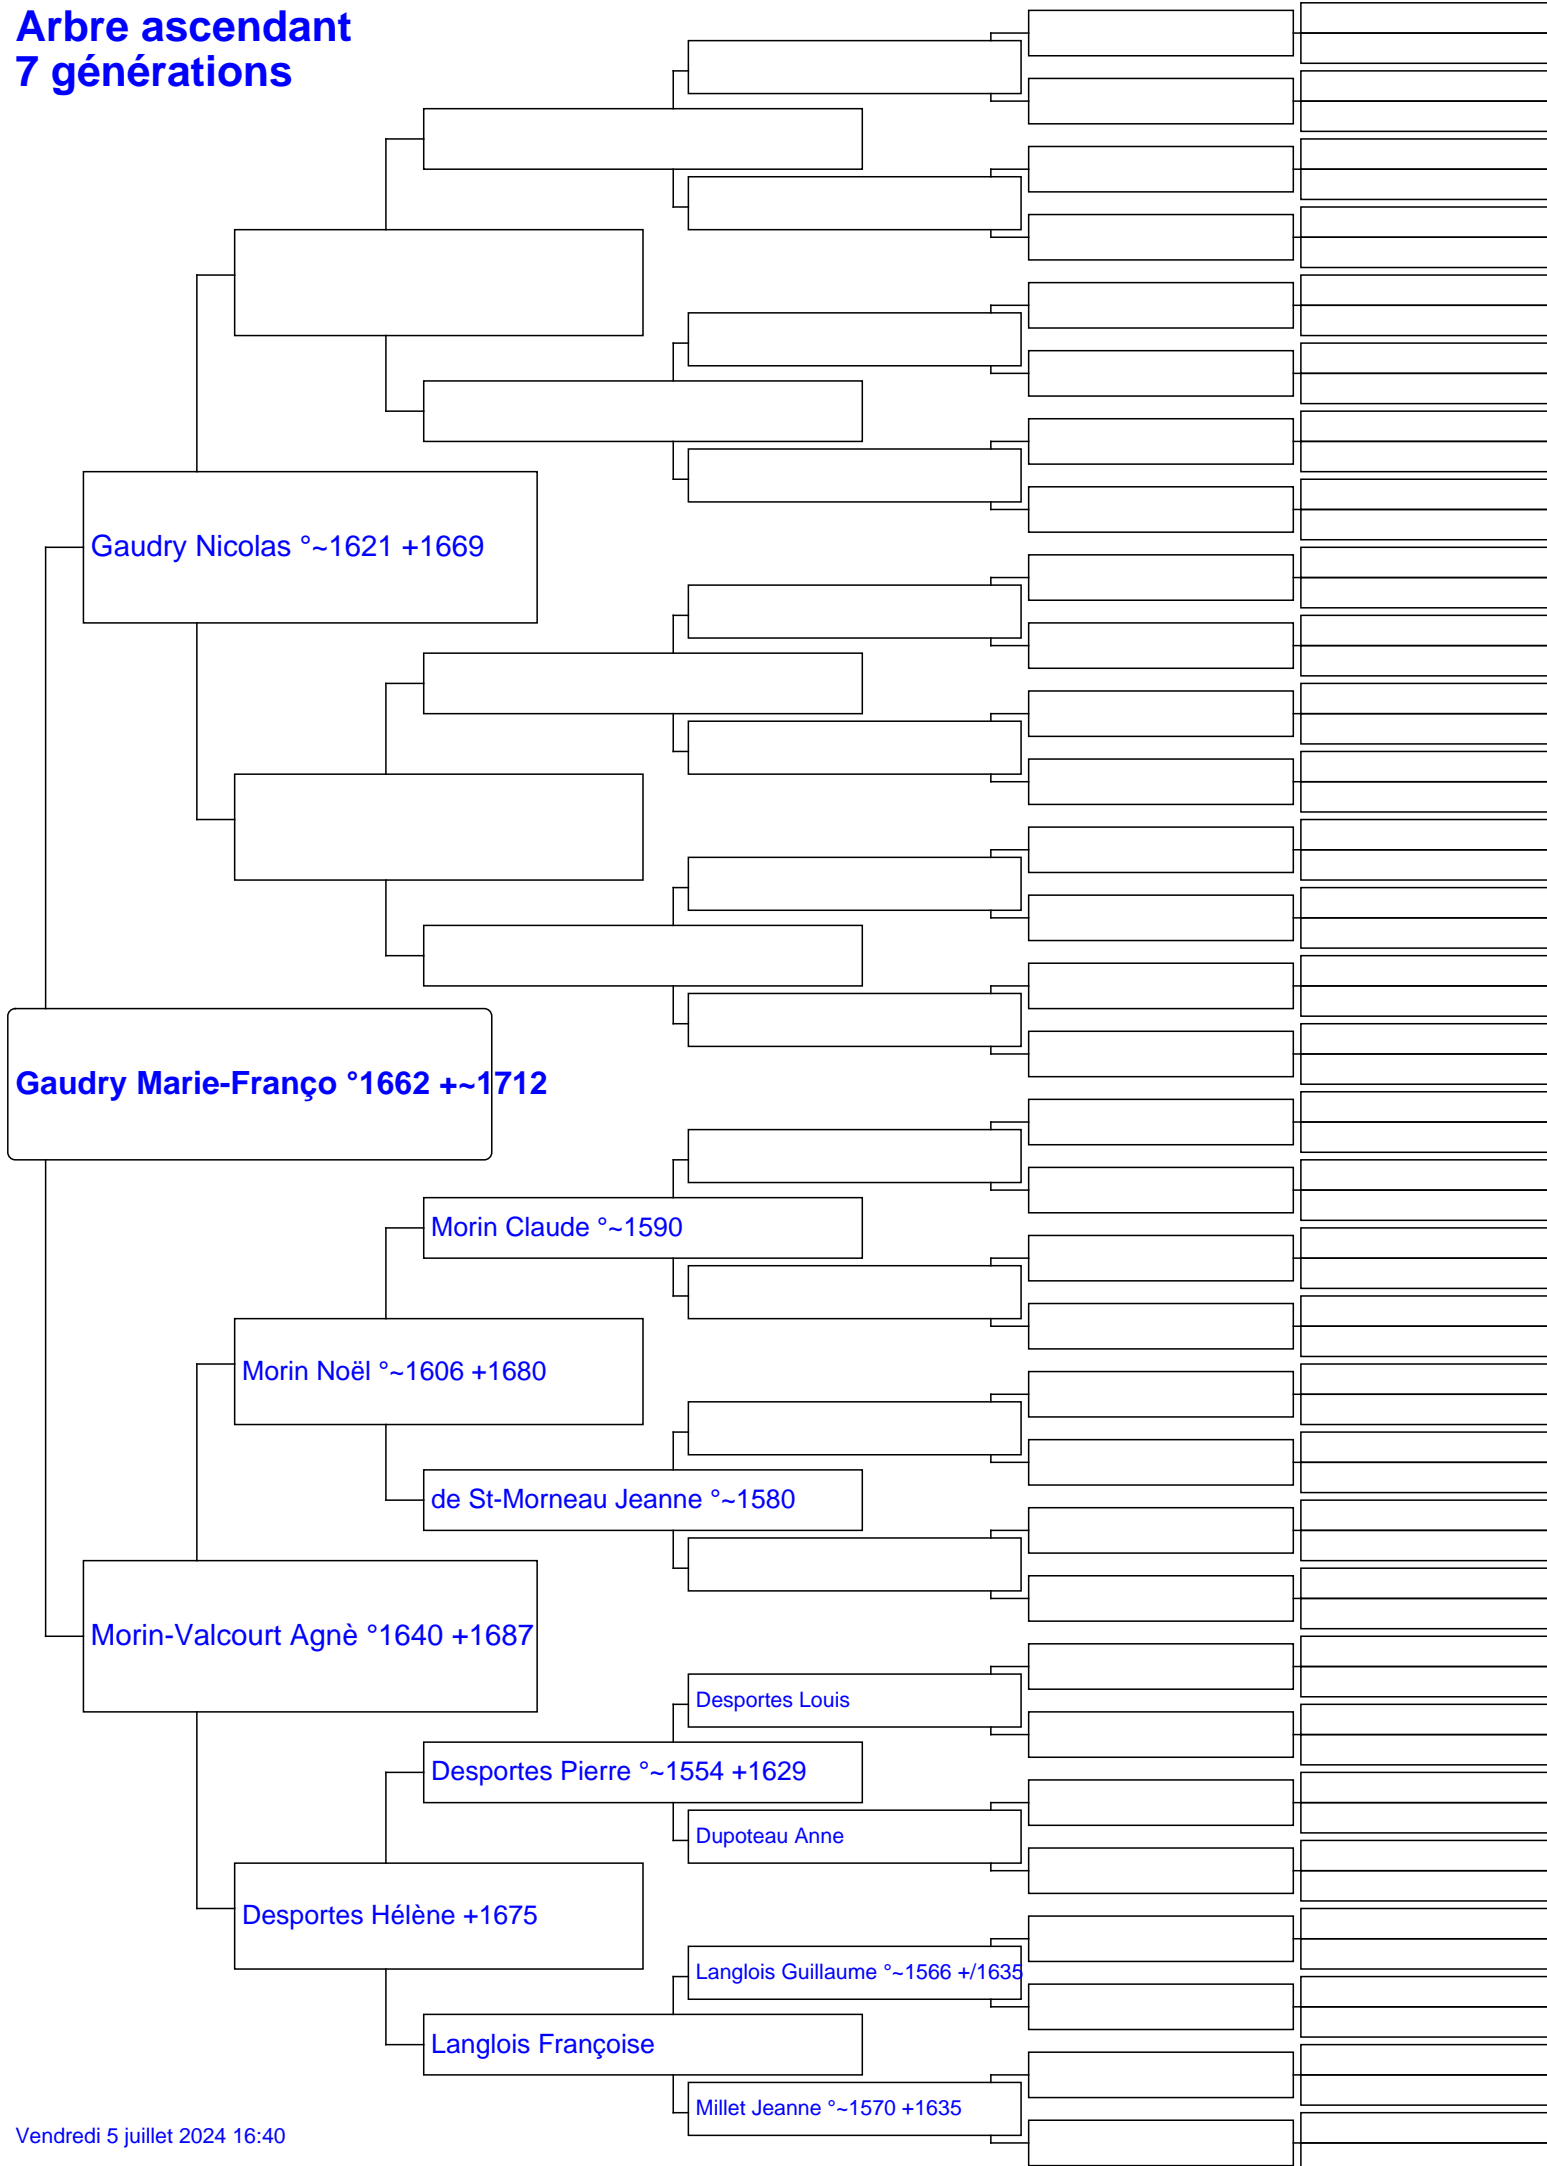 Arbre ascendant
7 générations
Gaudry Nicolas °~1621 +1669
Gaudry Marie-Franço °1662 +~1712
Morin Claude °~1590
Morin Noël °~1606 +1680
de St-Morneau Jeanne °~1580
Morin-Valcourt Agnè °1640 +1687
Desportes Louis
Desportes Pierre °~1554 +1629
Dupoteau Anne
Desportes Hélène +1675
Langlois Guillaume °~1566 +/1635
Langlois Françoise
Millet Jeanne °~1570 +1635
Vendredi 5 juillet 2024 16:40